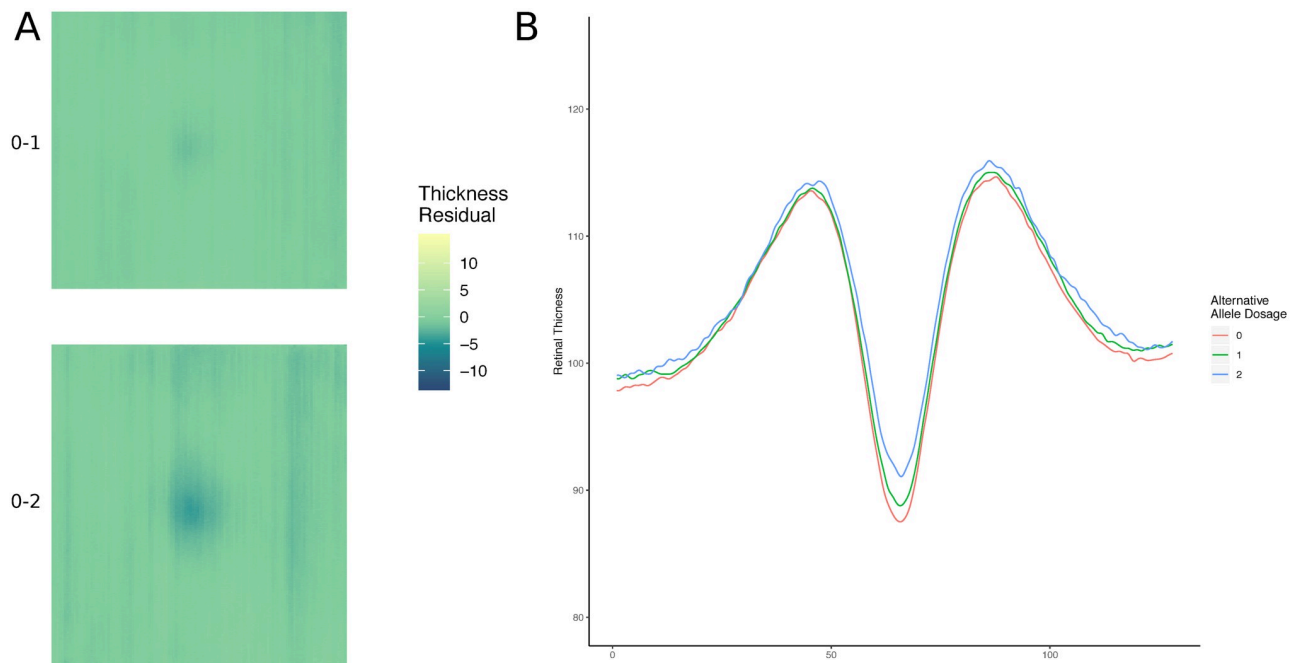 A
0-1
0-2
Thickness
Residual
10
5
0
−5
−10
B
Retinal Thicness
120
110
100
90
80
0
50
100
Alternative
Allele Dosage
0
1
2